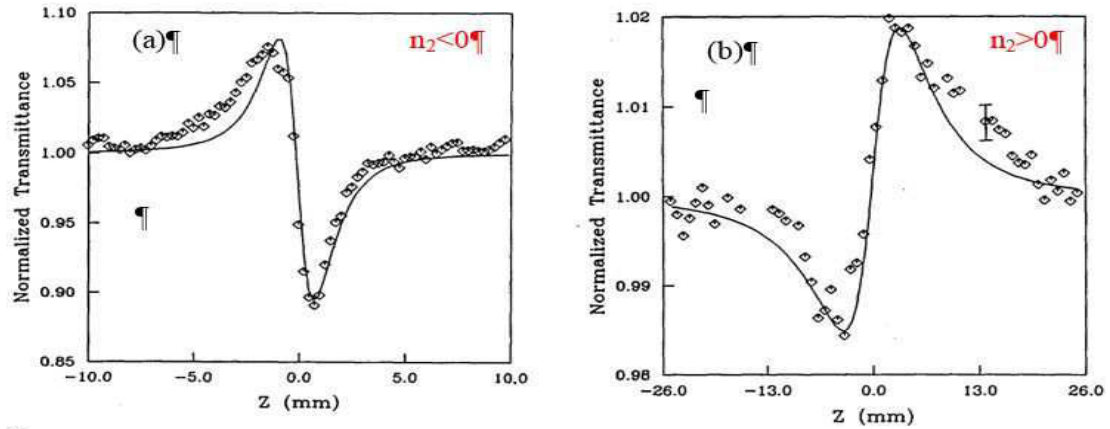 (a)¶
n₂<0¶
¶
1.10
1.05
1.00
0.95
0.90
0.85
Normalized Transmittance
-10.0
-5.0
0.0
5.0
10.0
Z (mm)
(b)¶
n₂>0¶
¶
1.02
1.01
1.00
0.99
0.98
Normalized Transmittance
-26.0
-13.0
0.0
13.0
26.0
Z (mm)